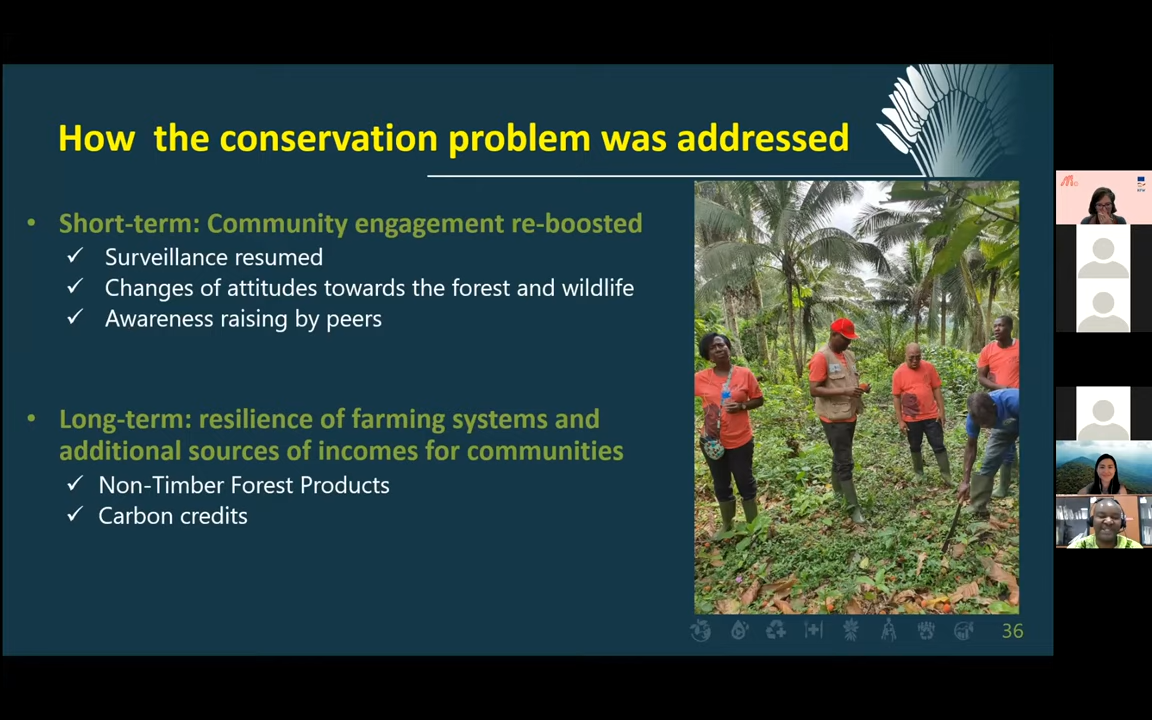 How the conservation problem was addressed
• Short-term: Community engagement re-boosted
✓ Surveillance resumed
✓ Changes of attitudes towards the forest and wildlife
✓ Awareness raising by peers
• Long-term: resilience of farming systems and
additional sources of incomes for communities
✓ Non-Timber Forest Products
✓ Carbon credits
36